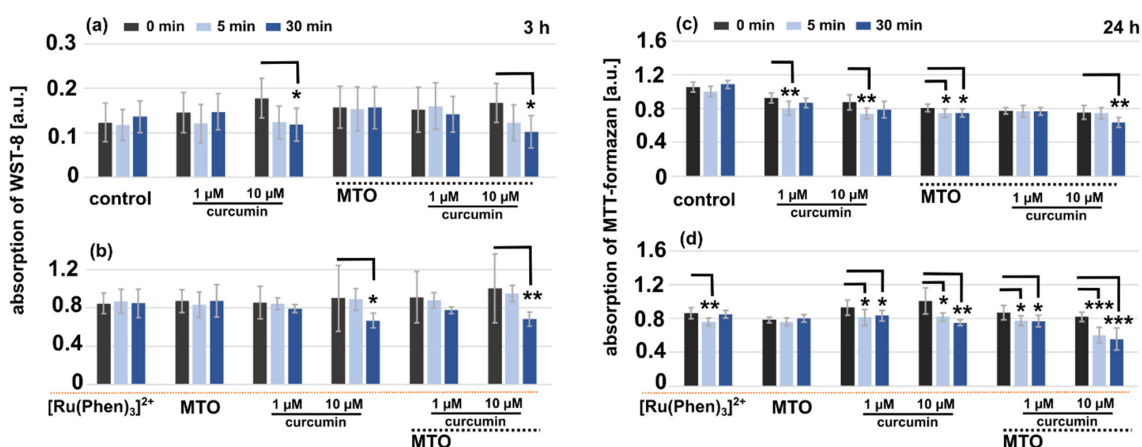 (a) 0 min 5 min 30 min 3 h
absorption of WST-8 [a.u.]
0.3
0.2
0.1
0
* *
control 1 µM 10 µM MTO 1 µM 10 µM
curcumin curcumin
(b)
1.2
0.8
0.4
0
* **
[Ru(Phen)₃]²⁺ MTO 1 µM 10 µM 1 µM 10 µM
curcumin curcumin
MTO
(c) 0 min 5 min 30 min 24 h
absorption of MTT-formazan [a.u.]
1.6
1.2
0.8
0.4
0
** ** * * **
control 1 µM 10 µM MTO 1 µM 10 µM
curcumin curcumin
(d)
1.6
1.2
0.8
0.4
0
** * * * ** * * *** ***
[Ru(Phen)₃]²⁺ MTO 1 µM 10 µM 1 µM 10 µM
curcumin curcumin
MTO